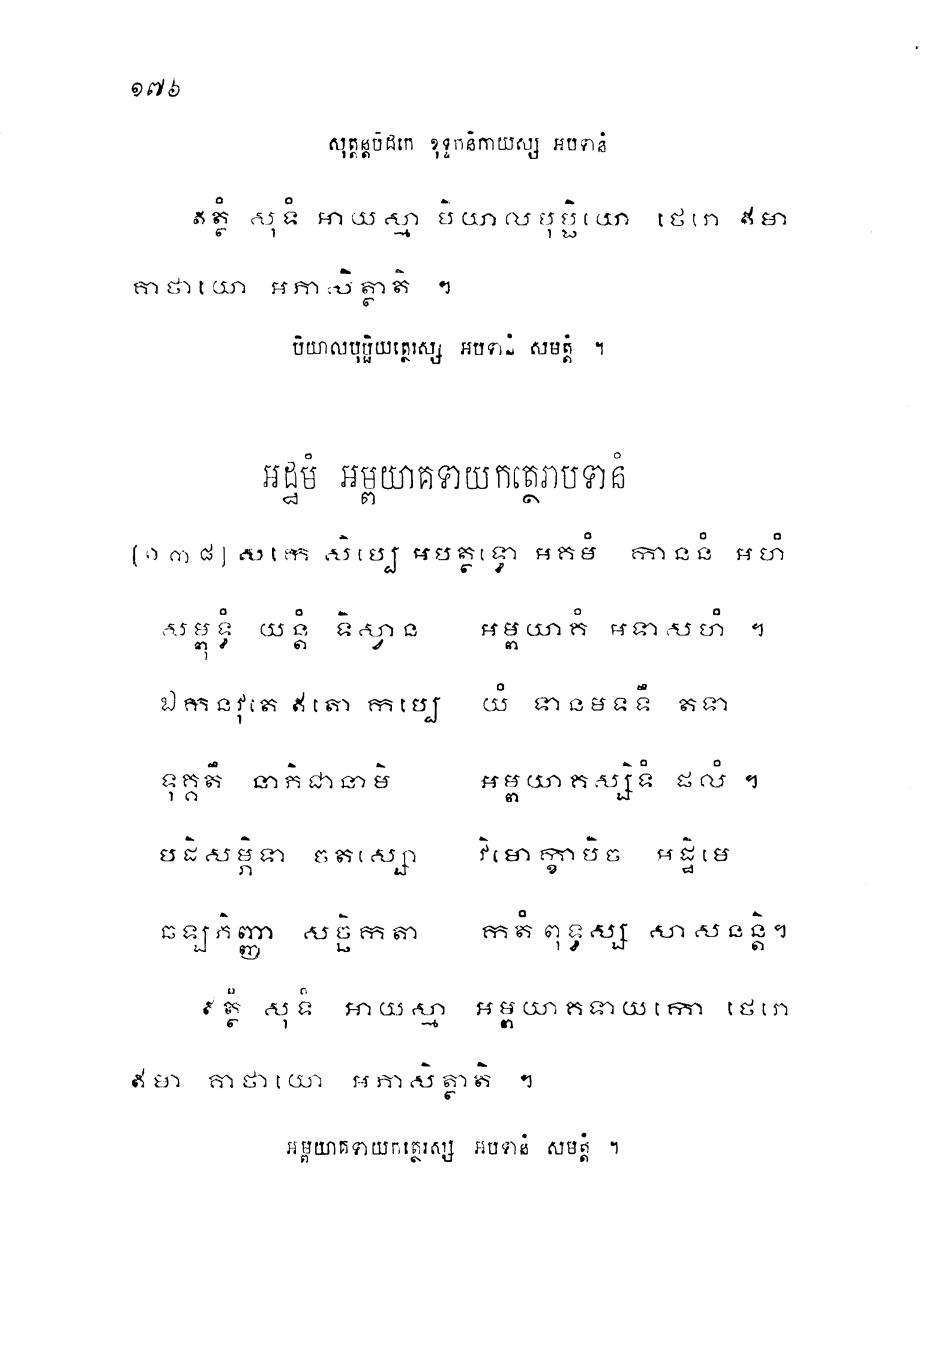 ១៧៦
សុត្តន្តបិដកេ ខុទ្ទកនិកាយស្ស អបទានំ
ឥត្ថំ សុទំ អាយស្មា បិយាលបុប្ផិយោ ថេរោ ឥមា
គាថាយោ អភាសិត្ថាតិ ។
បិយាលបុប្ផិយត្ថេរស្ស អបទានំ សមត្តំ ។
អដ្ឋមំ អម្ពយាគទាយកត្ថេរាបទានំ
[១៣៨] សកេ សិប្បេ អបត្ថទ្ធោ អគមំ កាននំ អហំ
សម្ពុទ្ធំ យន្តំ ទិស្វាន អម្ពយាគំ អទាសហំ ។
ឯកនវុតេ ឥតោ កប្បេ យំ ទានមទទឹ តទា
ទុគ្គតឹ នាភិជានាមិ អម្ពយាគស្សិទំ ផលំ ។
បដិសម្ភិទា ចតស្សោ វិមោក្ខាបិច អដ្ឋិមេ
ឆឡភិញ្ញា សច្ឆិកតា កតំ ពុទ្ធស្ស សាសនន្តិ។
ឥត្ថំ សុទំ អាយស្មា អម្ពយាគទាយកោ ថេរោ
ឥមា គាថាយោ អភាសិត្ថាតិ ។
អម្ពយាគទាយកត្ថេរស្ស អបទានំ សមត្តំ ។